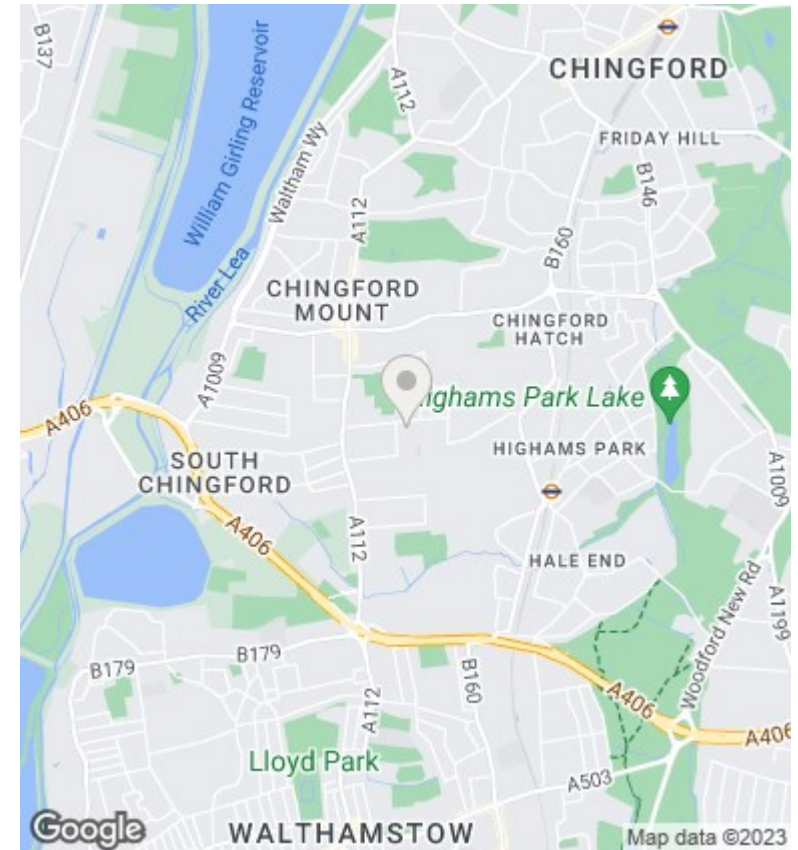 B137
A112
CHINGFORD
William Girling Reservoir
Waltham Wy
FRIDAY HILL
B146
A112
River Lea
B160
CHINGFORD
MOUNT
CHINGFORD
HATCH
A1009
ighams Park Lake
A406
HIGHAMS PARK
SOUTH
CHINGFORD
A1009
A406
A112
HALE END
Woodford New Rd
A1199
B179
B179
B160
A112
A406
A406
Lloyd Park
A503
Google
WALTHAMSTOW
Map data ©2023